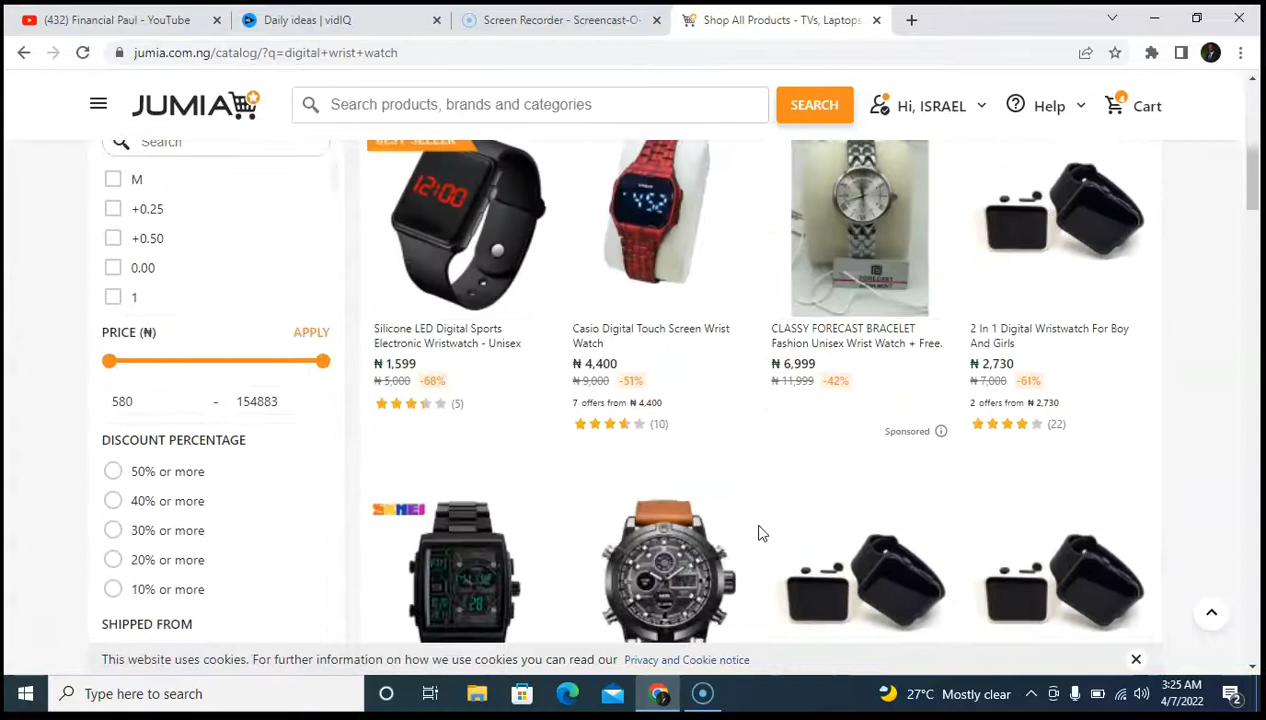 (432) Financial Paul - YouTube
Daily ideas | vidIQ
Screen Recorder - Screencast-O-
Shop All Products - TVs, Laptops
jumia.com.ng/catalog/?q=digital+wrist+watch
JUMIA
Search products, brands and categories
SEARCH
Hi, ISRAEL
Help
Cart
Search
M
+0.25
+0.50
0.00
1
PRICE (₦)
APPLY
580 - 154883
DISCOUNT PERCENTAGE
50% or more
40% or more
30% or more
20% or more
10% or more
SHIPPED FROM
BEST SELLER
12:00
Silicone LED Digital Sports
Electronic Wristwatch - Unisex
₦ 1,599
₦ 5,000 -68%
(5)
Casio Digital Touch Screen Wrist
Watch
₦ 4,400
₦ 9,000 -51%
7 offers from ₦ 4,400
(10)
FORECAST
CLASSY FORECAST BRACELET
Fashion Unisex Wrist Watch + Free.
₦ 6,999
₦ 11,999 -42%
Sponsored
2 In 1 Digital Wristwatch For Boy
And Girls
₦ 2,730
₦ 7,000 -61%
2 offers from ₦ 2,730
(22)
SKMEI
28
This website uses cookies. For further information on how we use cookies you can read our Privacy and Cookie notice
Type here to search
27°C Mostly clear
3:25 AM
4/7/2022
2